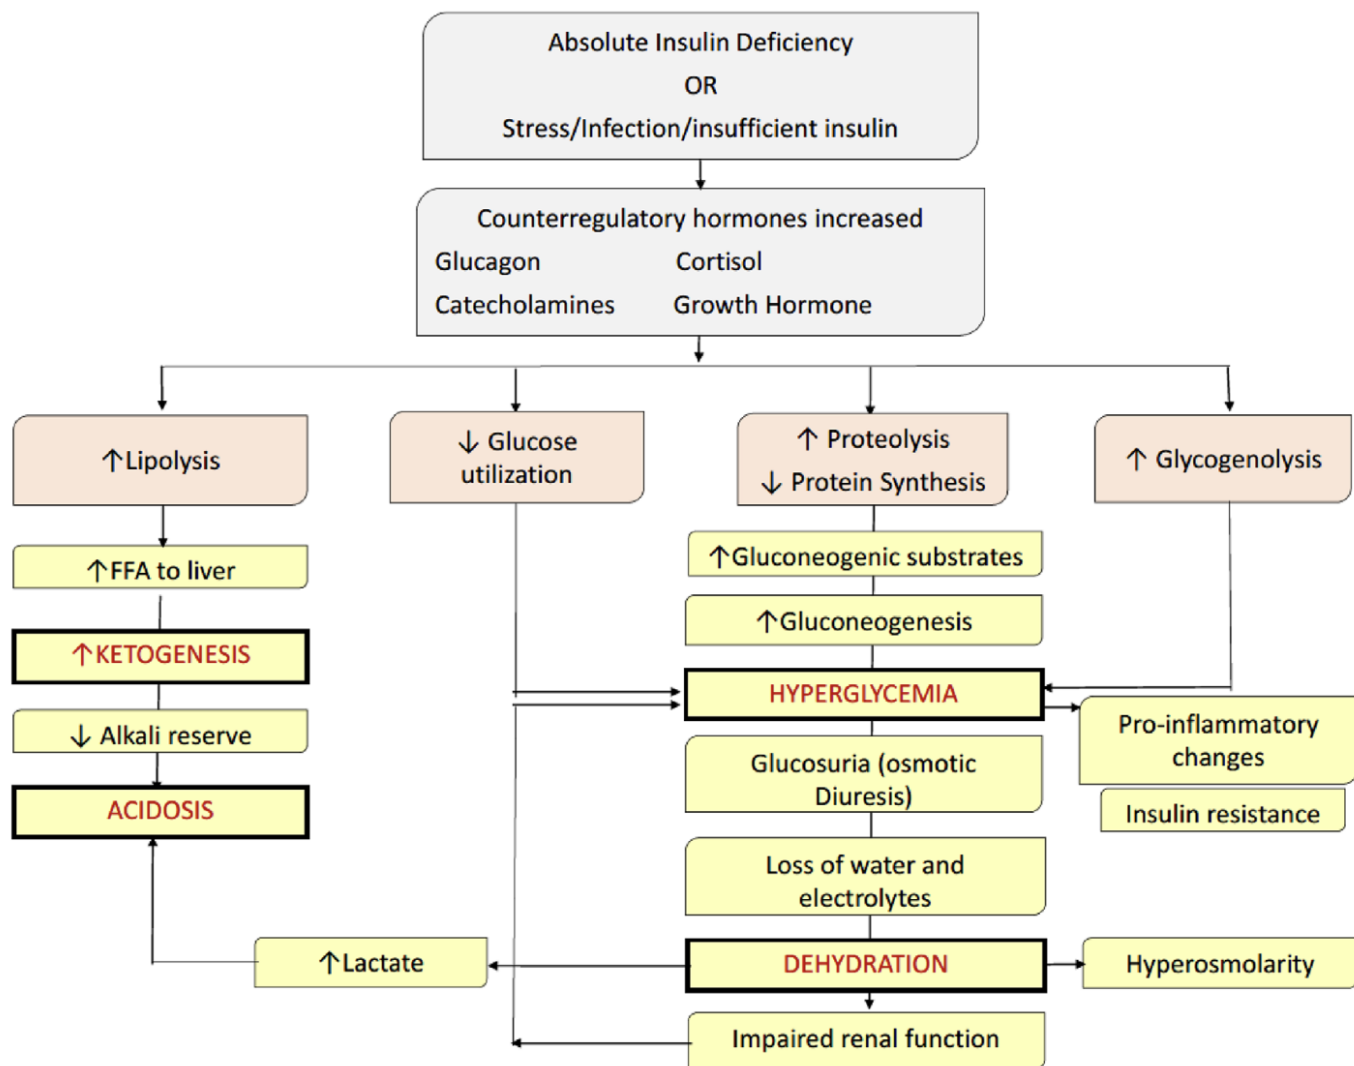 Absolute Insulin Deficiency
OR
Stress/Infection/insufficient insulin
Counterregulatory hormones increased
Glucagon Cortisol
Catecholamines Growth Hormone
↑Lipolysis
↓ Glucose
utilization
↑ Proteolysis
↓ Protein Synthesis
↑ Glycogenolysis
↑FFA to liver
↑Gluconeogenic substrates
↑Gluconeogenesis
↑KETOGENESIS
HYPERGLYCEMIA
↓ Alkali reserve
Glucosuria (osmotic
Diuresis)
Pro-inflammatory
changes
ACIDOSIS
Insulin resistance
Loss of water and
electrolytes
↑Lactate
DEHYDRATION
Hyperosmolarity
Impaired renal function